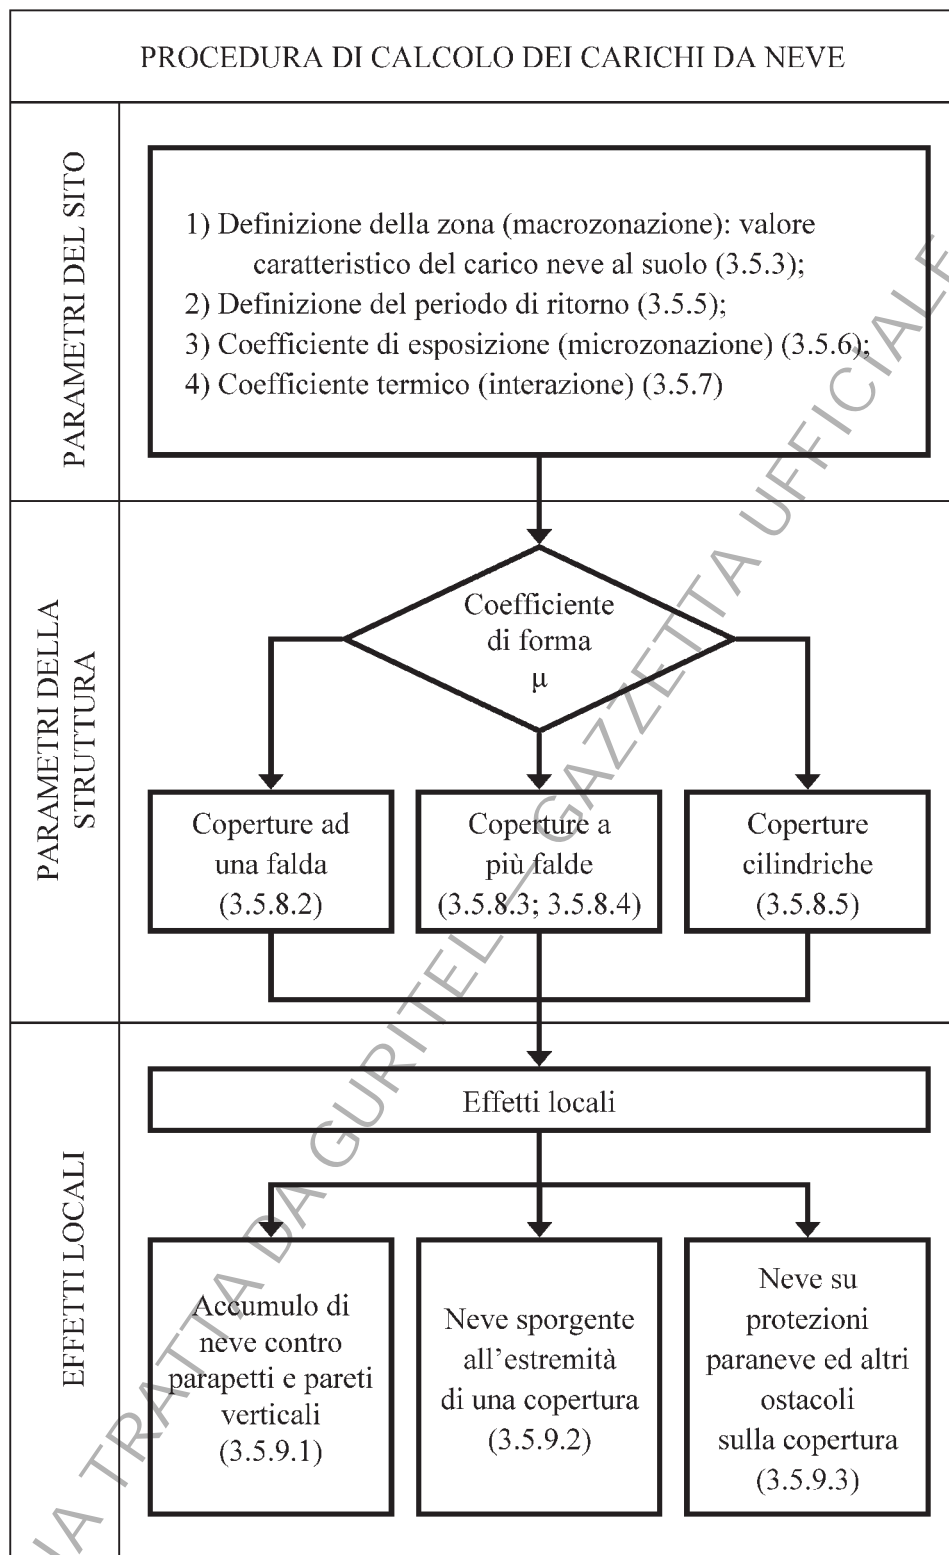 PROCEDURA DI CALCOLO DEI CARICHI DA NEVE
PARAMETRI DEL SITO
1) Definizione della zona (macrozonazione): valore
caratteristico del carico neve al suolo (3.5.3);
2) Definizione del periodo di ritorno (3.5.5);
3) Coefficiente di esposizione (microzonazione) (3.5.6);
4) Coefficiente termico (interazione) (3.5.7)
PARAMETRI DELLA
STRUTTURA
Coefficiente
di forma
μ
Coperture ad
una falda
(3.5.8.2)
Coperture a
più falde
(3.5.8.3; 3.5.8.4)
Coperture
cilindriche
(3.5.8.5)
EFFETTI LOCALI
Effetti locali
Accumulo di
neve contro
parapetti e pareti
verticali
(3.5.9.1)
Neve sporgente
all'estremità
di una copertura
(3.5.9.2)
Neve su
protezioni
paraneve ed altri
ostacoli
sulla copertura
(3.5.9.3)
TRATTA DA GURITEL — GAZZETTA UFFICIALE